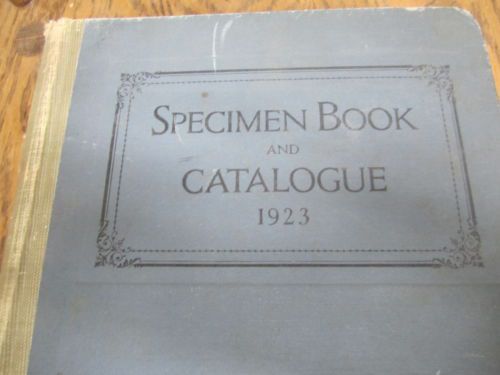 SPECIMEN BOOK
AND
CATALOGUE
1923